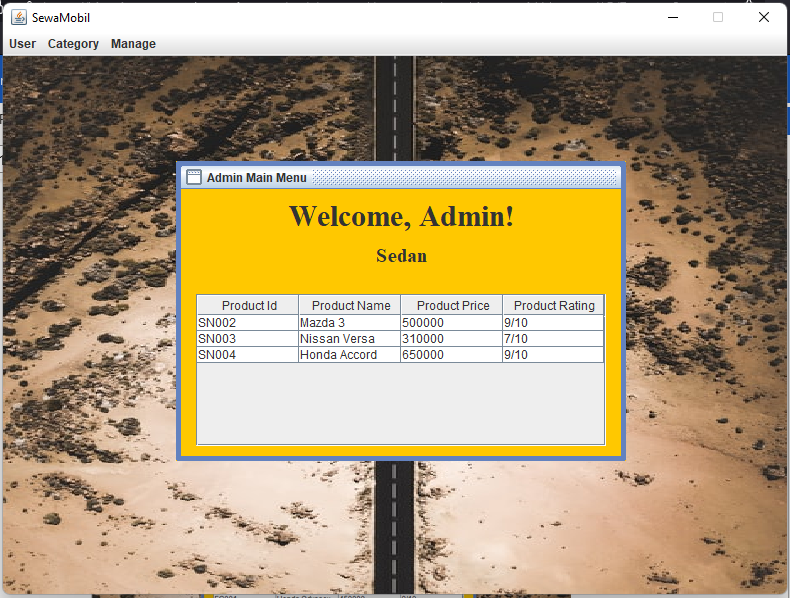 SewaMobil
User Category Manage
Admin Main Menu
Welcome, Admin!
Sedan
Product Id Product Name Product Price Product Rating
SN002 Mazda 3 500000 9/10
SN003 Nissan Versa 310000 7/10
SN004 Honda Accord 650000 9/10